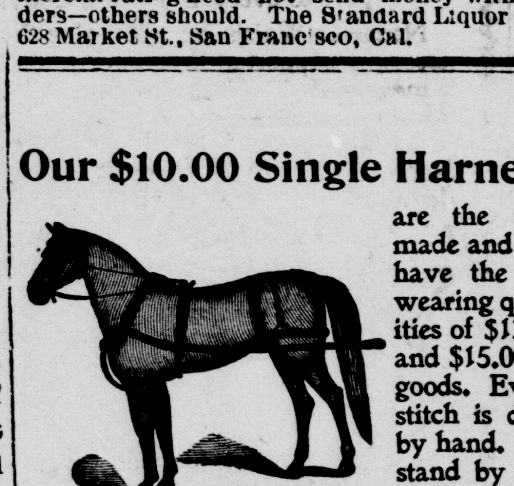 ders—others should. The Standard Liquor
628 Market St., San Francisco, Cal.
Our $10.00 Single Harne
are the
made and
have the
wearing q
ities of $1
and $15.0
goods. Ev
stitch is d
by hand.
stand by